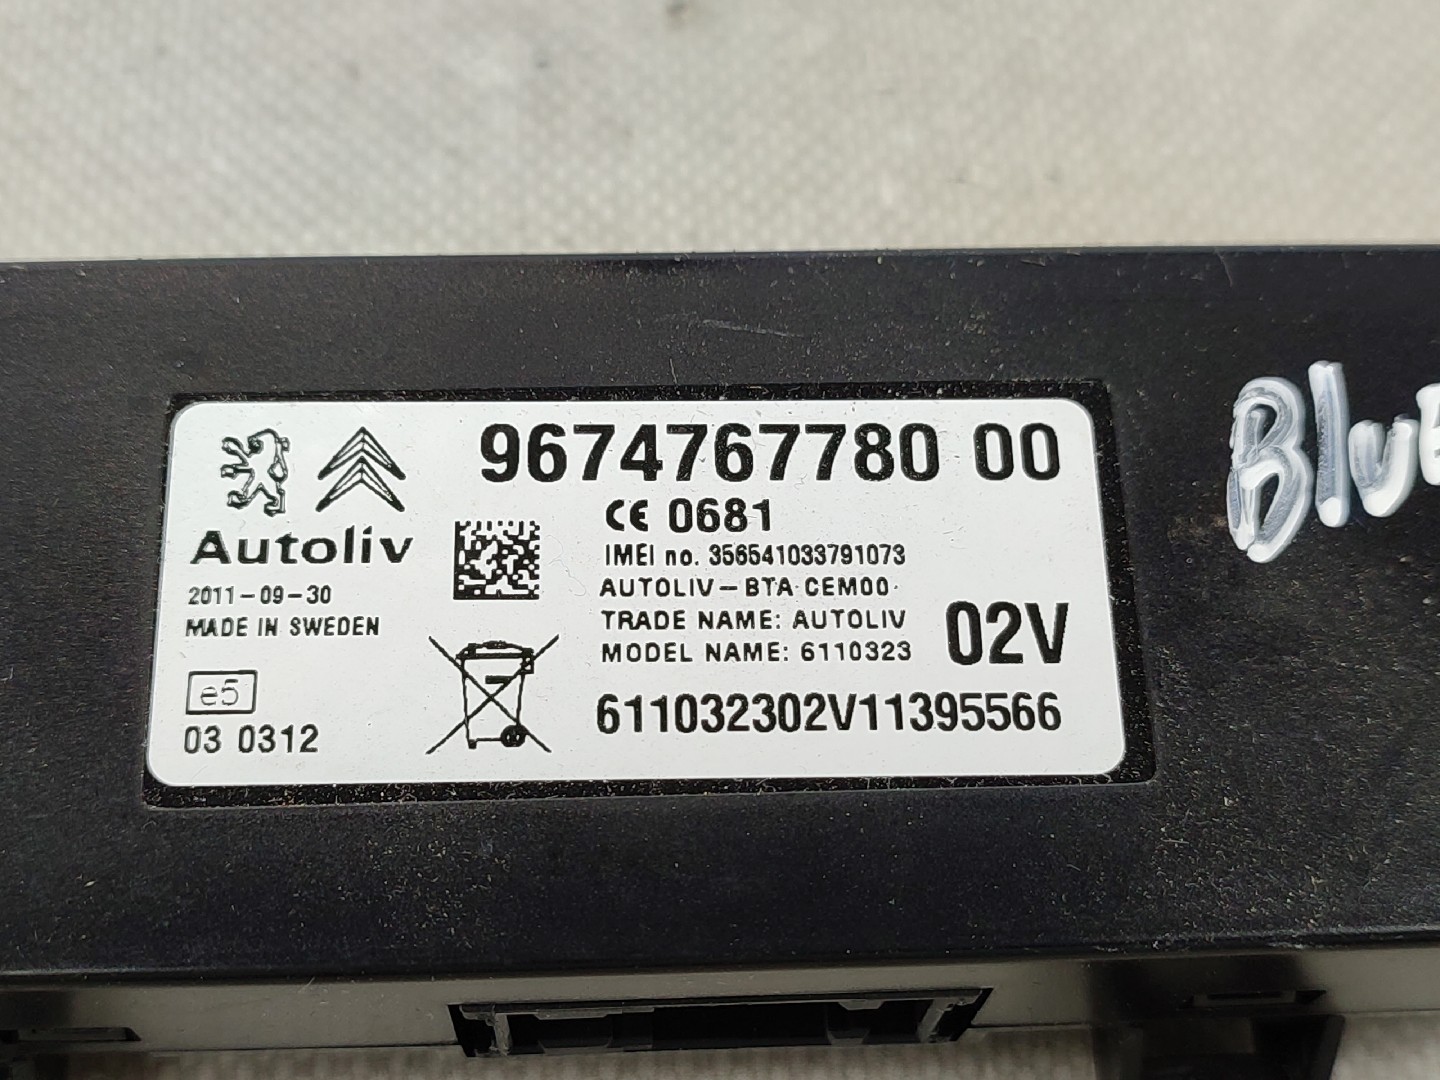 9674767780 00
CE 0681
IMEI no. 356541033791073
AUTOLIV-BTA CEM00
TRADE NAME: AUTOLIV
MODEL NAME: 6110323
02V
611032302V11395566
Autoliv
2011-09-30
MADE IN SWEDEN
e5
03 0312